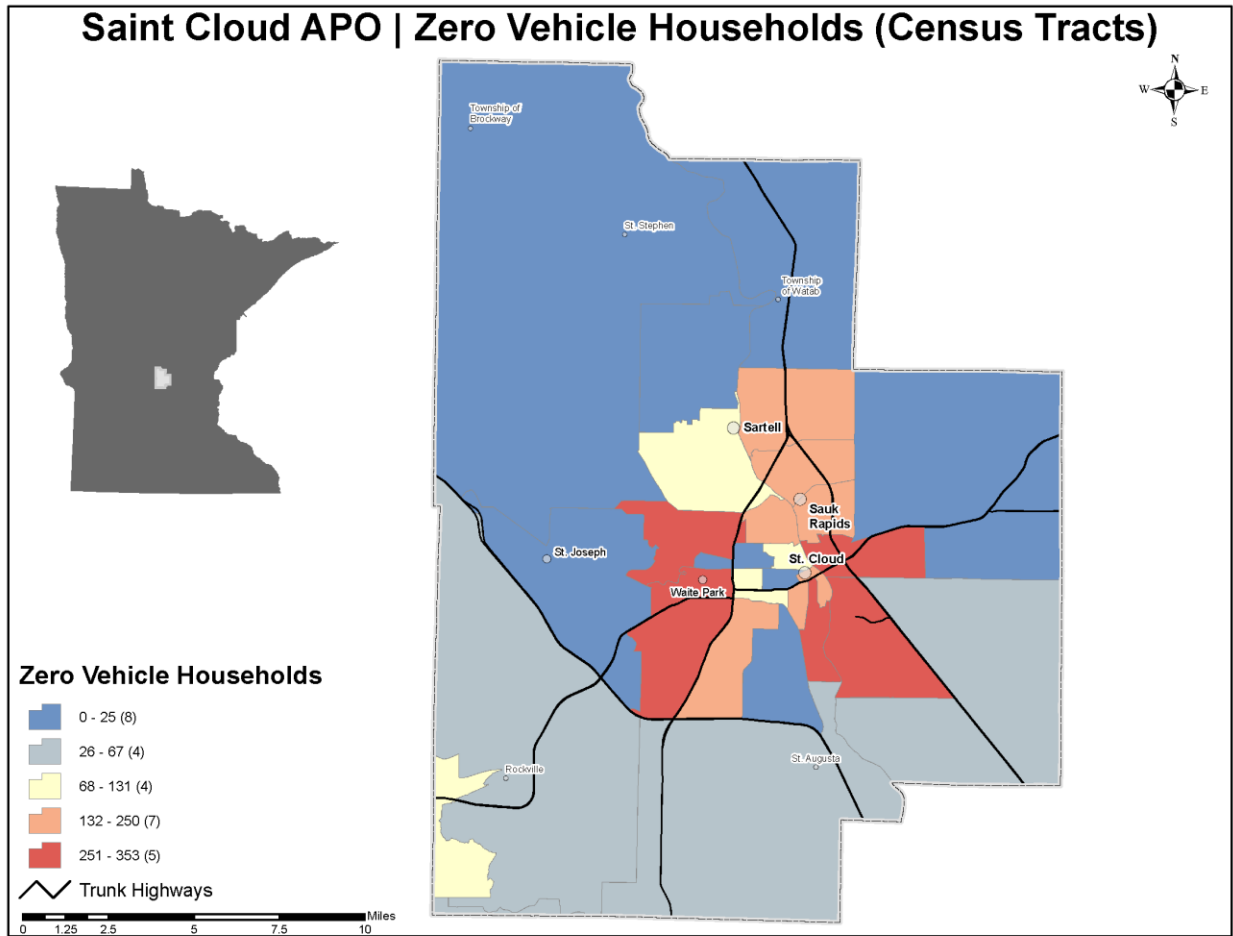 Saint Cloud APO | Zero Vehicle Households (Census Tracts)
N
W E
S
Township of
Brockway
St. Stephen
Township
of Watab
Sartell
Sauk
Rapids
St. Joseph
St. Cloud
Waite Park
Rockville
St. Augusta
Zero Vehicle Households
0 - 25 (8)
26 - 67 (4)
68 - 131 (4)
132 - 250 (7)
251 - 353 (5)
Trunk Highways
Miles
0 1.25 2.5 5 7.5 10